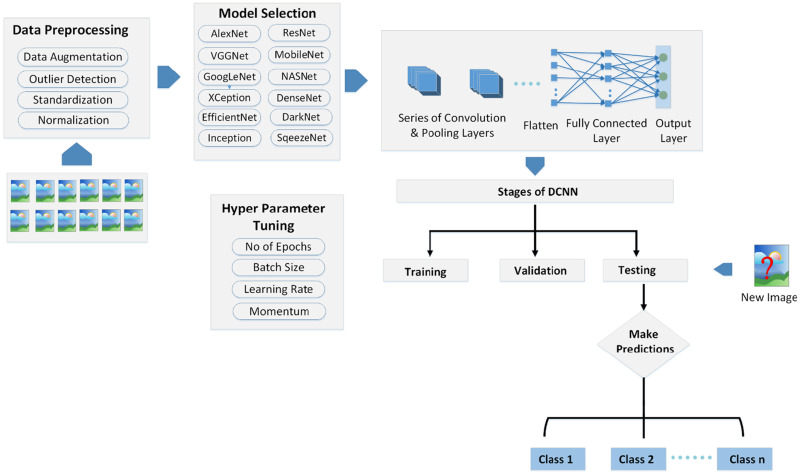 Data Preprocessing
Data Augmentation
Outlier Detection
Standardization
Normalization
Model Selection
AlexNet
ResNet
VGGNet
MobileNet
GoogLeNet
NASNet
XCeption
DenseNet
EfficientNet
DarkNet
Inception
SqeezeNet
Series of Convolution
& Pooling Layers
Flatten
Fully Connected
Layer
Output
Layer
Stages of DCNN
Hyper Parameter
Tuning
No of Epochs
Batch Size
Learning Rate
Momentum
Training
Validation
Testing
?
New Image
Make
Predictions
Class 1
Class 2
Class n